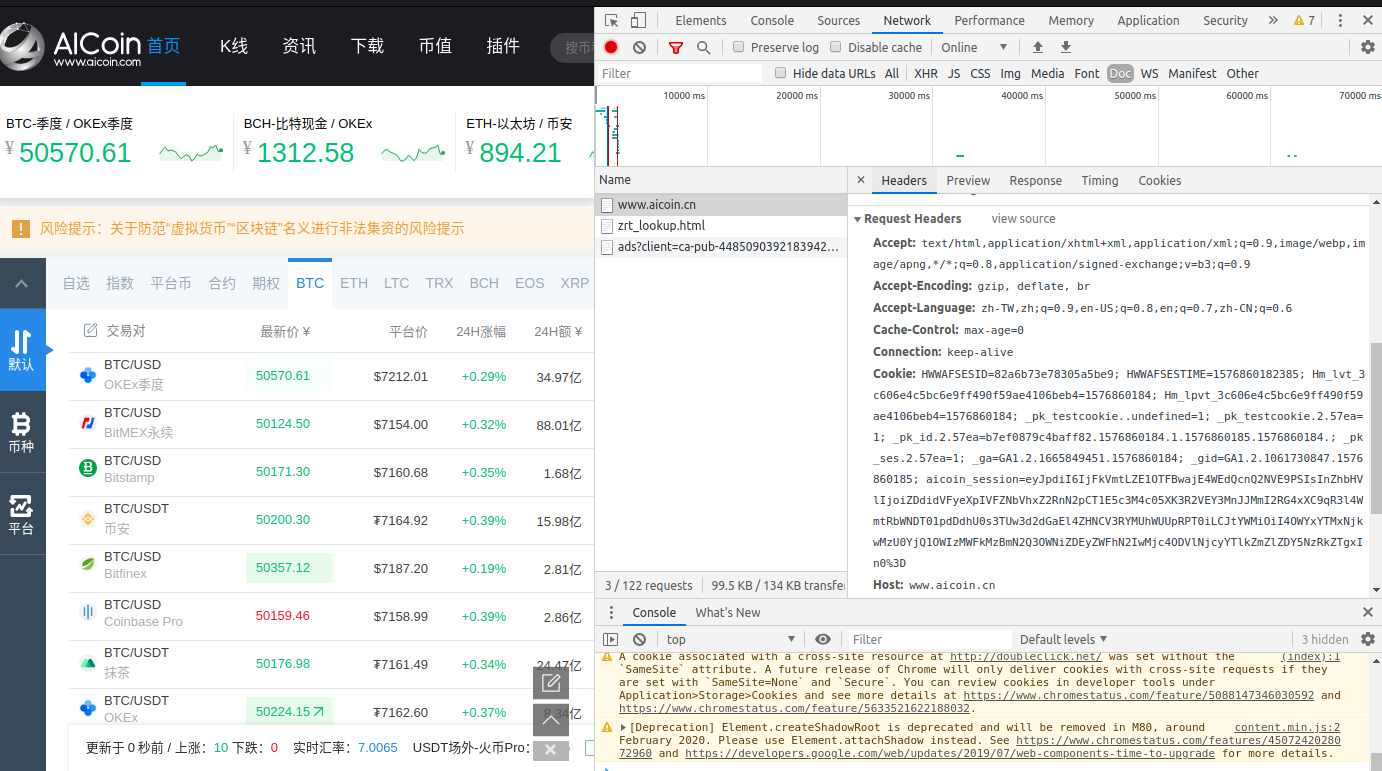 AICoin
www.aicoin.com
首页 K线 资讯 下载 币值 插件
BTC-季度 / OKEx季度 BCH-比特现金 / OKEx ETH-以太坊 / 币安
¥ 50570.61 ¥ 1312.58 ¥ 894.21
风险提示：关于防范“虚拟货币”“区块链”名义进行非法集资的风险提示
默认
币种
平台
自选 指数 平台币 合约 期权 BTC ETH LTC TRX BCH EOS XRP
交易对 最新价 ¥ 平台价 24H涨幅 24H额 ¥
BTC/USD
OKEx季度 50570.61 $7212.01 +0.29% 34.97亿
BTC/USD
BitMEX永续 50124.50 $7154.00 +0.32% 88.01亿
BTC/USD
Bitstamp 50171.30 $7160.68 +0.35% 1.68亿
BTC/USDT
币安 50200.30 ₮7164.92 +0.39% 15.98亿
BTC/USD
Bitfinex 50357.12 $7187.20 +0.19% 2.81亿
BTC/USD
Coinbase Pro 50159.46 $7158.99 +0.39% 2.86亿
BTC/USDT
抹茶 50176.98 ₮7161.49 +0.34% 24.47亿
BTC/USDT
OKEx 50224.15 ₮7162.60 +0.37% 8.34亿
更新于 0 秒前 / 上涨：10 下跌：0 实时汇率：7.0065 USDT场外-火币Pro：
Elements Console Sources Network Performance Memory Application Security » 7
Preserve log Disable cache Online
Filter Hide data URLs All XHR JS CSS Img Media Font Doc WS Manifest Other
10000 ms 20000 ms 30000 ms 40000 ms 50000 ms 60000 ms 70000 ms
Name
www.aicoin.cn
zrt_lookup.html
ads?client=ca-pub-4485090392183942...
3 / 122 requests 99.5 KB / 134 KB transfer
Headers Preview Response Timing Cookies
Request Headers view source
Accept: text/html,application/xhtml+xml,application/xml;q=0.9,image/webp,im
age/apng,*/*;q=0.8,application/signed-exchange;v=b3;q=0.9
Accept-Encoding: gzip, deflate, br
Accept-Language: zh-TW,zh;q=0.9,en-US;q=0.8,en;q=0.7,zh-CN;q=0.6
Cache-Control: max-age=0
Connection: keep-alive
Cookie: HWWAFSESID=82a6b73e78305a5be9; HWWAFSESTIME=1576860182385; Hm_lvt_3
c606e4c5bc6e9ff490f59ae4106beb4=1576860184; Hm_lpvt_3c606e4c5bc6e9ff490f59
ae4106beb4=1576860184; _pk_testcookie..undefined=1; _pk_testcookie.2.57ea=
1; _pk_id.2.57ea=b7ef0879c4baff82.1576860184.1.1576860185.1576860184.; _pk
_ses.2.57ea=1; _ga=GA1.2.1665849451.1576860184; _gid=GA1.2.1061730847.1576
860185; aicoin_session=eyJpdiI6IjFkVmtLZE1OTFBwajE4WEdQcnQ2NVE9PSIsInZhbHV
lIjoiZDdidVFyeXpIVFZNbVhxZ2RnN2pCT1E5c3M4c05XK3R2VEY3MnJJMmI2RG4xXC9qR3l4W
mtRbWNDT01pdDdhU0s3TUw3d2dGaEl4ZHNCV3RYMUhWUUpRPT0iLCJtYWMiOiI4OWYxYTMxNjk
wMzU0YjQ1OWIzMWFkMzBmN2Q3OWNiZDEyZWFhN2IwMjc4ODVlNjcyYTlkZmZlZDY5NzRkZTgxI
n0%3D
Host: www.aicoin.cn
Console What's New
top Filter Default levels 3 hidden
A cookie associated with a cross-site resource at http://doubleclick.net/ was set without the (index):1
`SameSite` attribute. A future release of Chrome will only deliver cookies with cross-site requests if they
are set with `SameSite=None` and `Secure`. You can review cookies in developer tools under
Application>Storage>Cookies and see more details at https://www.chromestatus.com/feature/5088147346030592 and
https://www.chromestatus.com/feature/5633521622188032.
[Deprecation] Element.createShadowRoot is deprecated and will be removed in M80, around content.min.js:2
February 2020. Please use Element.attachShadow instead. See https://www.chromestatus.com/features/45072420280
72960 and https://developers.google.com/web/updates/2019/07/web-components-time-to-upgrade for more details.